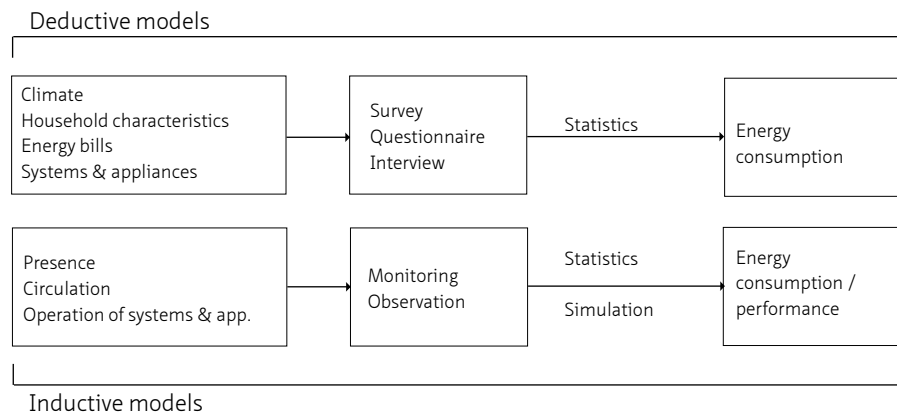 Deductive models
Climate
Household characteristics
Energy bills
Systems & appliances
Survey
Questionnaire
Interview
Statistics
Energy
consumption
Presence
Circulation
Operation of systems & app.
Monitoring
Observation
Statistics
Simulation
Energy
consumption /
performance
Inductive models